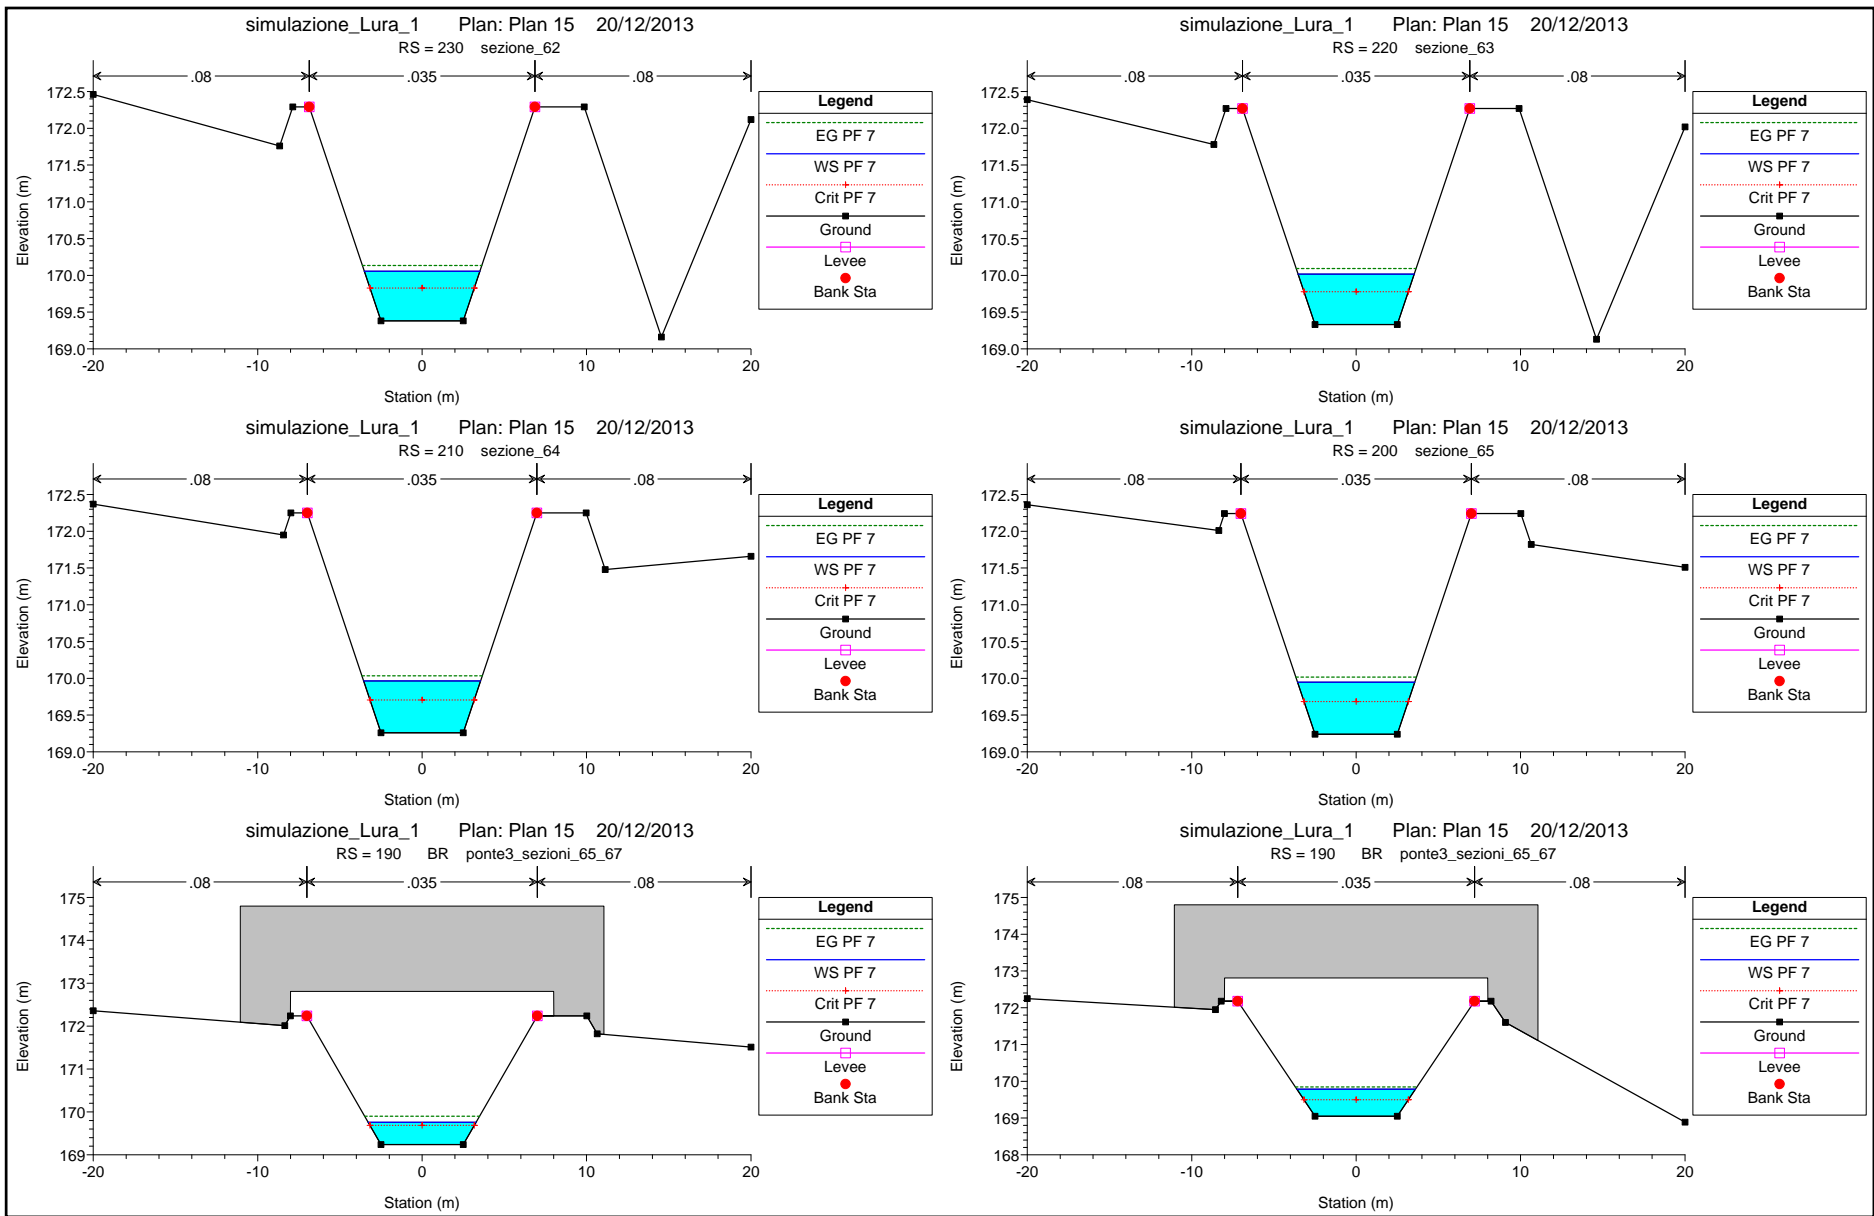 simulazione_Lura_1 Plan: Plan 15 20/12/2013
RS = 230 sezione_62
.08 .035 .08
172.5
172.0
171.5
171.0
170.5
170.0
169.5
169.0
Elevation (m)
-20 -10 0 10 20
Station (m)
Legend
EG PF 7
WS PF 7
Crit PF 7
Ground
Levee
Bank Sta
simulazione_Lura_1 Plan: Plan 15 20/12/2013
RS = 220 sezione_63
.08 .035 .08
172.5
172.0
171.5
171.0
170.5
170.0
169.5
169.0
Elevation (m)
-20 -10 0 10 20
Station (m)
Legend
EG PF 7
WS PF 7
Crit PF 7
Ground
Levee
Bank Sta
simulazione_Lura_1 Plan: Plan 15 20/12/2013
RS = 210 sezione_64
.08 .035 .08
172.5
172.0
171.5
171.0
170.5
170.0
169.5
169.0
Elevation (m)
-20 -10 0 10 20
Station (m)
Legend
EG PF 7
WS PF 7
Crit PF 7
Ground
Levee
Bank Sta
simulazione_Lura_1 Plan: Plan 15 20/12/2013
RS = 200 sezione_65
.08 .035 .08
172.5
172.0
171.5
171.0
170.5
170.0
169.5
169.0
Elevation (m)
-20 -10 0 10 20
Station (m)
Legend
EG PF 7
WS PF 7
Crit PF 7
Ground
Levee
Bank Sta
simulazione_Lura_1 Plan: Plan 15 20/12/2013
RS = 190 BR ponte3_sezioni_65_67
.08 .035 .08
175
174
173
172
171
170
169
Elevation (m)
-20 -10 0 10 20
Station (m)
Legend
EG PF 7
WS PF 7
Crit PF 7
Ground
Levee
Bank Sta
simulazione_Lura_1 Plan: Plan 15 20/12/2013
RS = 190 BR ponte3_sezioni_65_67
.08 .035 .08
175
174
173
172
171
170
169
168
Elevation (m)
-20 -10 0 10 20
Station (m)
Legend
EG PF 7
WS PF 7
Crit PF 7
Ground
Levee
Bank Sta